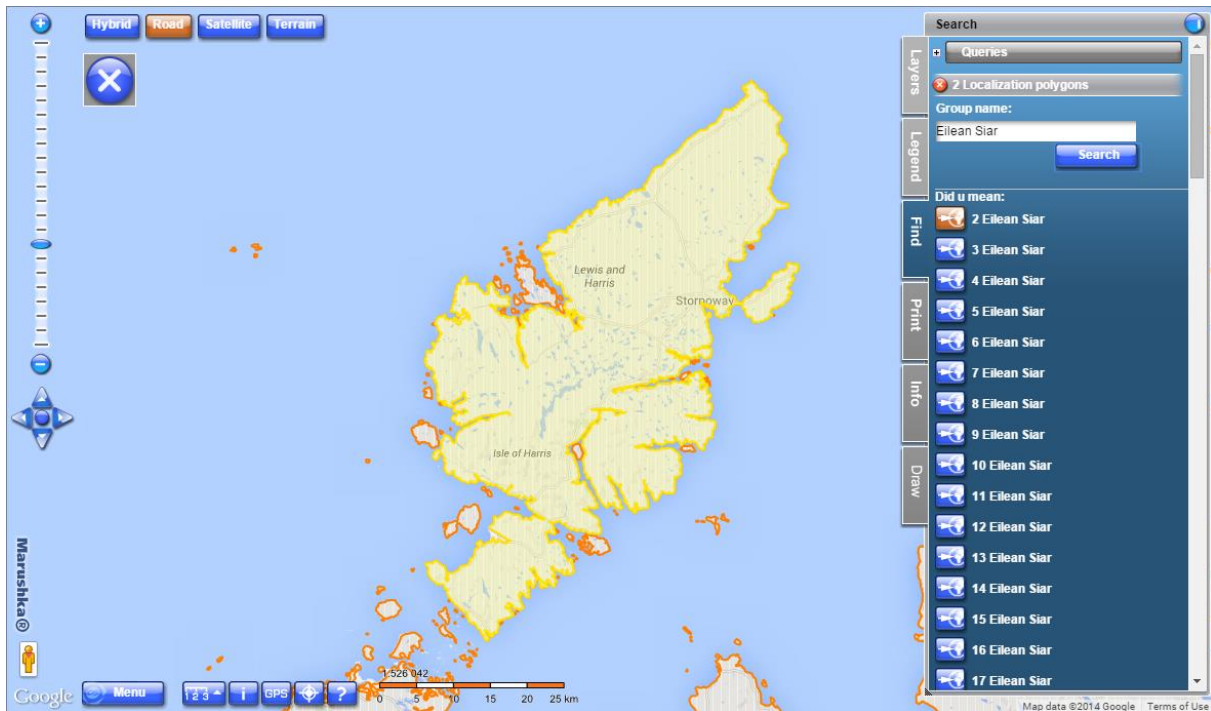 Hybrid
Road
Satellite
Terrain
Search
Queries
2 Localization polygons
Group name:
Eilean Siar
Search
Did u mean:
2 Eilean Siar
3 Eilean Siar
4 Eilean Siar
5 Eilean Siar
6 Eilean Siar
7 Eilean Siar
8 Eilean Siar
9 Eilean Siar
10 Eilean Siar
11 Eilean Siar
12 Eilean Siar
13 Eilean Siar
14 Eilean Siar
15 Eilean Siar
16 Eilean Siar
17 Eilean Siar
Layers
Legend
Find
Print
Info
Draw
Lewis and
Harris
Stornoway
Isle of Harris
Marushka®
Google
Menu
123
i
GPS
?
1:526 042
0 5 10 15 20 25 km
Map data ©2014 Google
Terms of Use